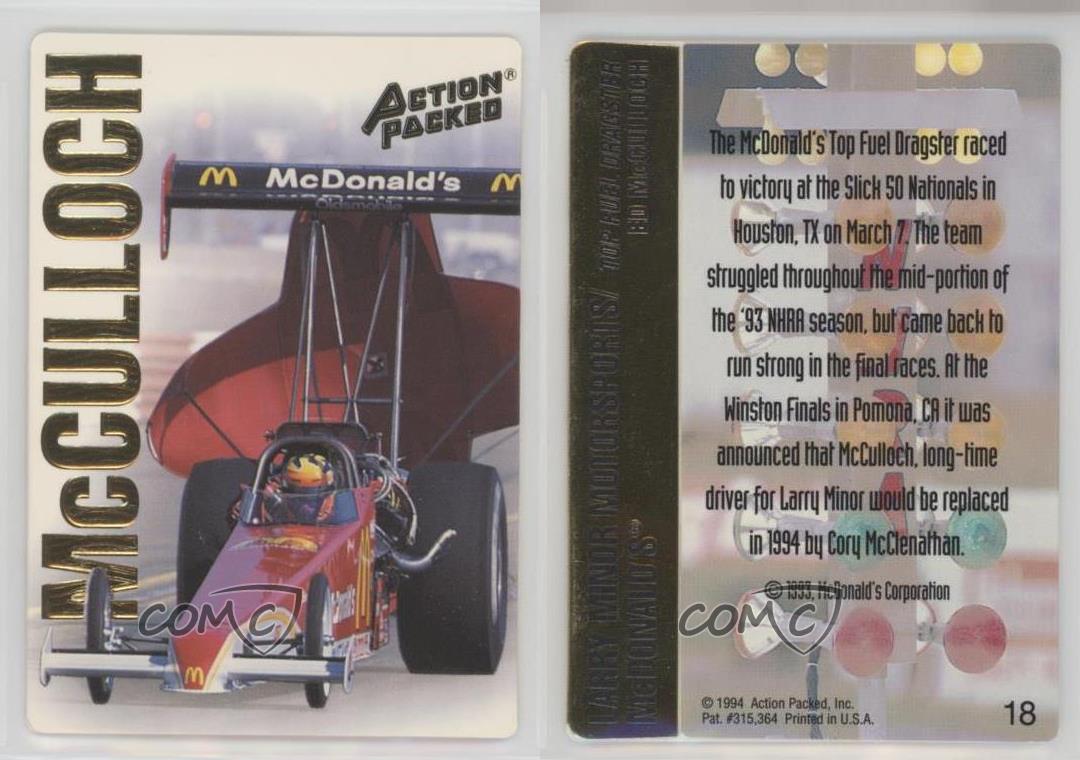 McCULLOCH
ACTION PACKED®
McDonald's
Oldsmobile
McDonald's
COMC
The McDonald's Top Fuel Dragster raced
to victory at the Slick 50 Nationals in
Houston, TX on March 7. The team
struggled throughout the mid-portion of
the '93 NHRA season, but came back to
run strong in the final races. At the
Winston Finals in Pomona, CA it was
announced that McCulloch, long-time
driver for Larry Minor would be replaced
in 1994 by Cory McClenathan.
© 1993, McDonald's Corporation
COMC
LARRY MINOR MOTORSPORTS/ TOP FUEL DRAGSTER
McDONALD'S ED McCULLOCH
© 1994 Action Packed, Inc.
Pat. #315,364 Printed in U.S.A.
18